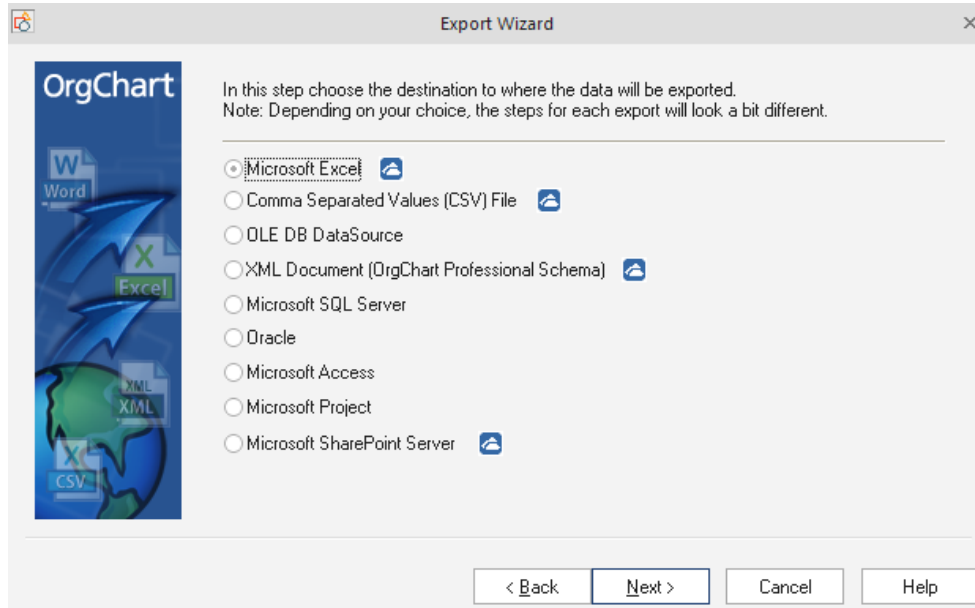 Export Wizard
OrgChart
W
Word
X
Excel
XML
XML
X
CSV
In this step choose the destination to where the data will be exported.
Note: Depending on your choice, the steps for each export will look a bit different.
Microsoft Excel
Comma Separated Values (CSV) File
OLE DB DataSource
XML Document (OrgChart Professional Schema)
Microsoft SQL Server
Oracle
Microsoft Access
Microsoft Project
Microsoft SharePoint Server
< Back
Next >
Cancel
Help